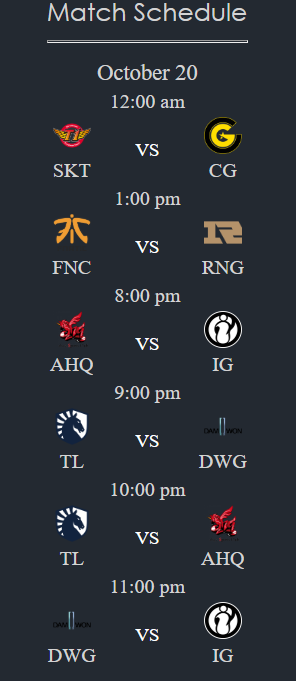 Match Schedule
October 20
12:00 am
SKT vs CG
1:00 pm
FNC vs RNG
8:00 pm
AHQ vs IG
9:00 pm
TL vs DWG
10:00 pm
TL vs AHQ
11:00 pm
DWG vs IG